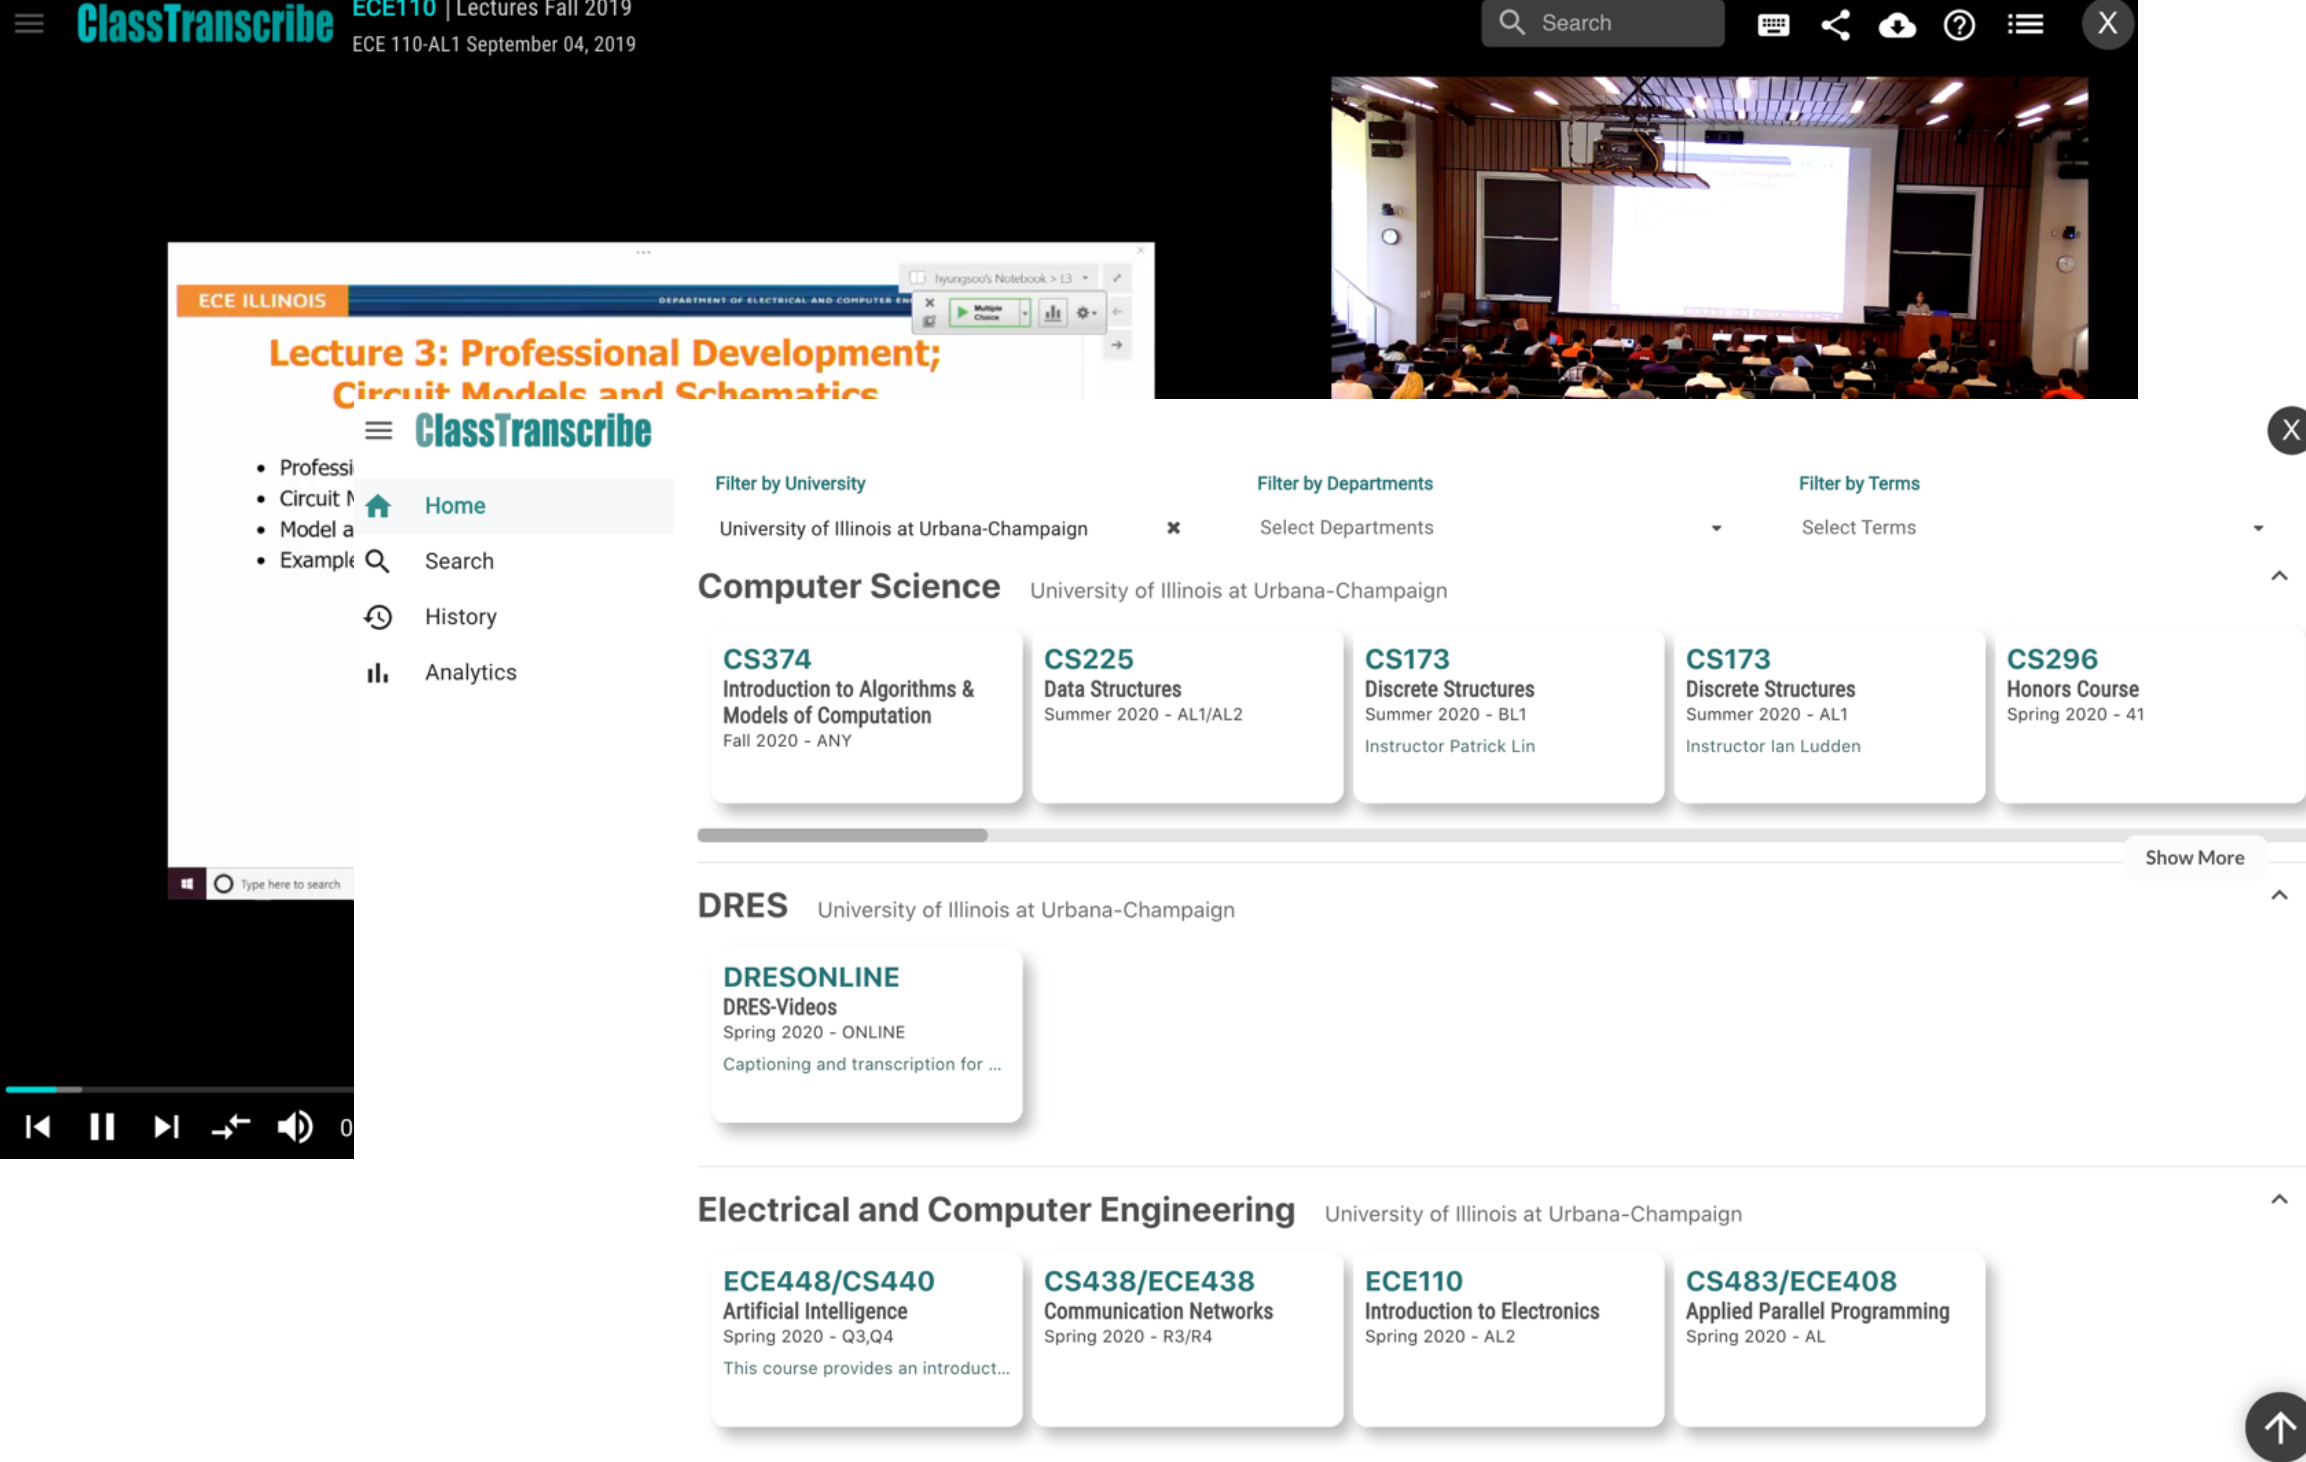 ClassTranscribe
ECE110 | Lectures Fall 2019
ECE 110-AL1 September 04, 2019
Search
X
hyungsoo's Notebook > L3
ECE ILLINOIS
DEPARTMENT OF ELECTRICAL AND COMPUTER EN
Multiple
Choice
Lecture 3: Professional Development;
Circuit Models and Schematics
• Professi
• Circuit M
• Model a
• Example
Type here to search
0
ClassTranscribe
X
Home
Search
History
Analytics
Filter by University
Filter by Departments
Filter by Terms
University of Illinois at Urbana-Champaign
Select Departments
Select Terms
Computer Science University of Illinois at Urbana-Champaign
CS374
Introduction to Algorithms &
Models of Computation
Fall 2020 - ANY
CS225
Data Structures
Summer 2020 - AL1/AL2
CS173
Discrete Structures
Summer 2020 - BL1
Instructor Patrick Lin
CS173
Discrete Structures
Summer 2020 - AL1
Instructor Ian Ludden
CS296
Honors Course
Spring 2020 - 41
Show More
DRES University of Illinois at Urbana-Champaign
DRESONLINE
DRES-Videos
Spring 2020 - ONLINE
Captioning and transcription for ...
Electrical and Computer Engineering University of Illinois at Urbana-Champaign
ECE448/CS440
Artificial Intelligence
Spring 2020 - Q3,Q4
This course provides an introduct...
CS438/ECE438
Communication Networks
Spring 2020 - R3/R4
ECE110
Introduction to Electronics
Spring 2020 - AL2
CS483/ECE408
Applied Parallel Programming
Spring 2020 - AL